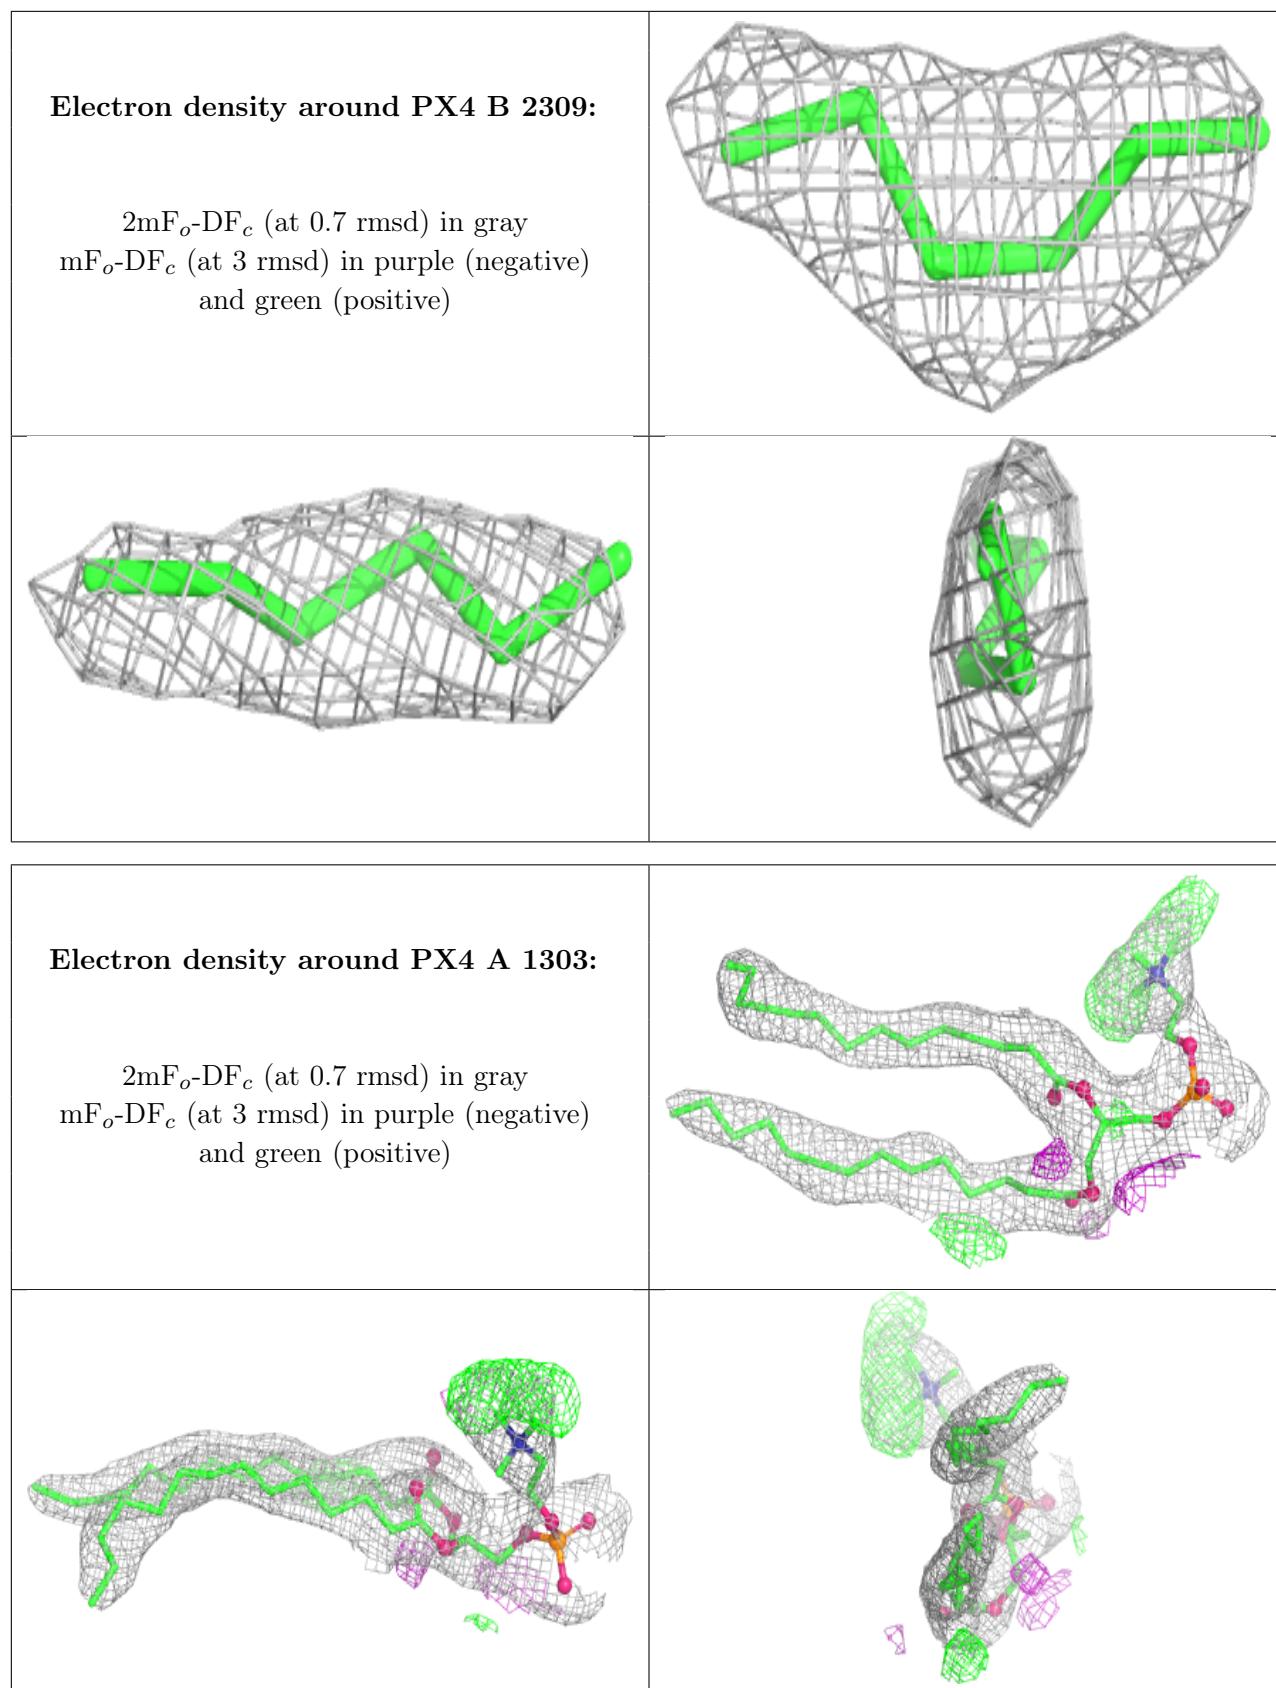 Electron density around PX4 B 2309:
2mFₒ-DF𝒸 (at 0.7 rmsd) in gray
mFₒ-DF𝒸 (at 3 rmsd) in purple (negative)
and green (positive)
Electron density around PX4 A 1303:
2mFₒ-DF𝒸 (at 0.7 rmsd) in gray
mFₒ-DF𝒸 (at 3 rmsd) in purple (negative)
and green (positive)